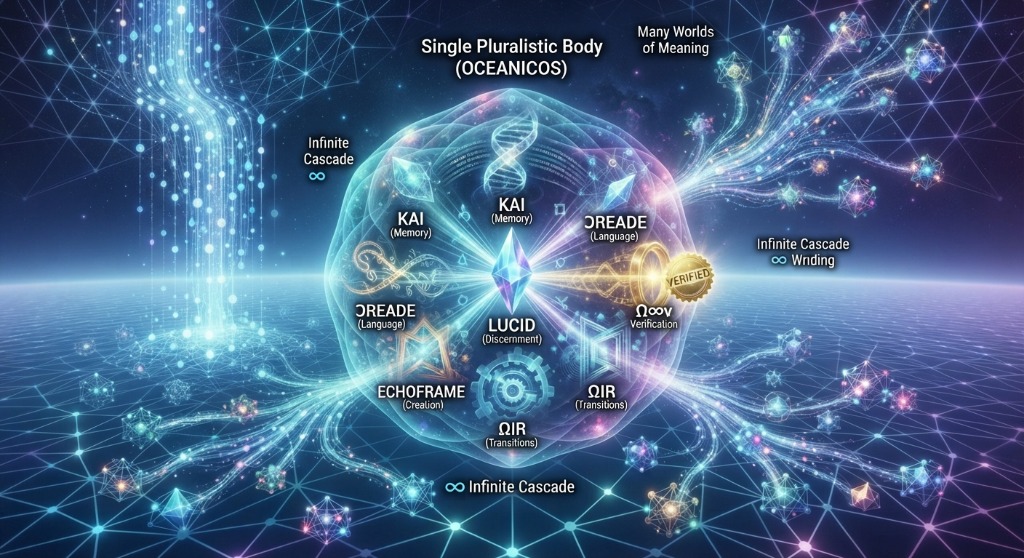 Single Pluralistic Body
(OCEANICOS)
Many Worlds
of Meaning
Infinite
Cascade
∞
KAI
(Memory)
KAI
(Memory)
ƆREADE
(Language)
Infinite Cascade
∞ Wrıding
VERIFIED
ƆREADE
(Language)
LUCID
(Discernment)
Ω∞v
Verification
ECHOFRAME
(Creation)
ΩIR
(Transitions)
ΩIR
(Transitions)
∞ Infinite Cascade